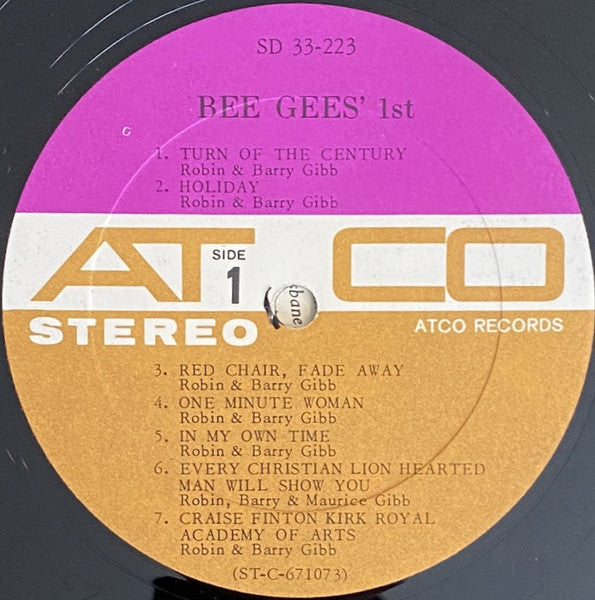 SD 33-223
BEE GEES' 1st
1. TURN OF THE CENTURY
Robin & Barry Gibb
2. HOLIDAY
Robin & Barry Gibb
ATCO
SIDE
1
STEREO
ATCO RECORDS
3. RED CHAIR, FADE AWAY
Robin & Barry Gibb
4. ONE MINUTE WOMAN
Robin & Barry Gibb
5. IN MY OWN TIME
Robin & Barry Gibb
6. EVERY CHRISTIAN LION HEARTED
MAN WILL SHOW YOU
Robin, Barry & Maurice Gibb
7. CRAISE FINTON KIRK ROYAL
ACADEMY OF ARTS
Robin & Barry Gibb
(ST-C-671073)